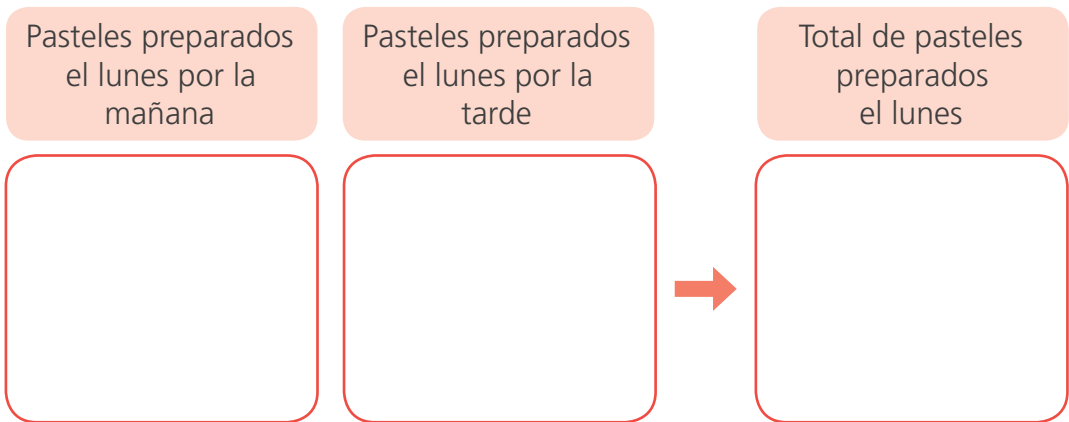 Pasteles preparados
el lunes por la
mañana
Pasteles preparados
el lunes por la
tarde
Total de pasteles
preparados
el lunes